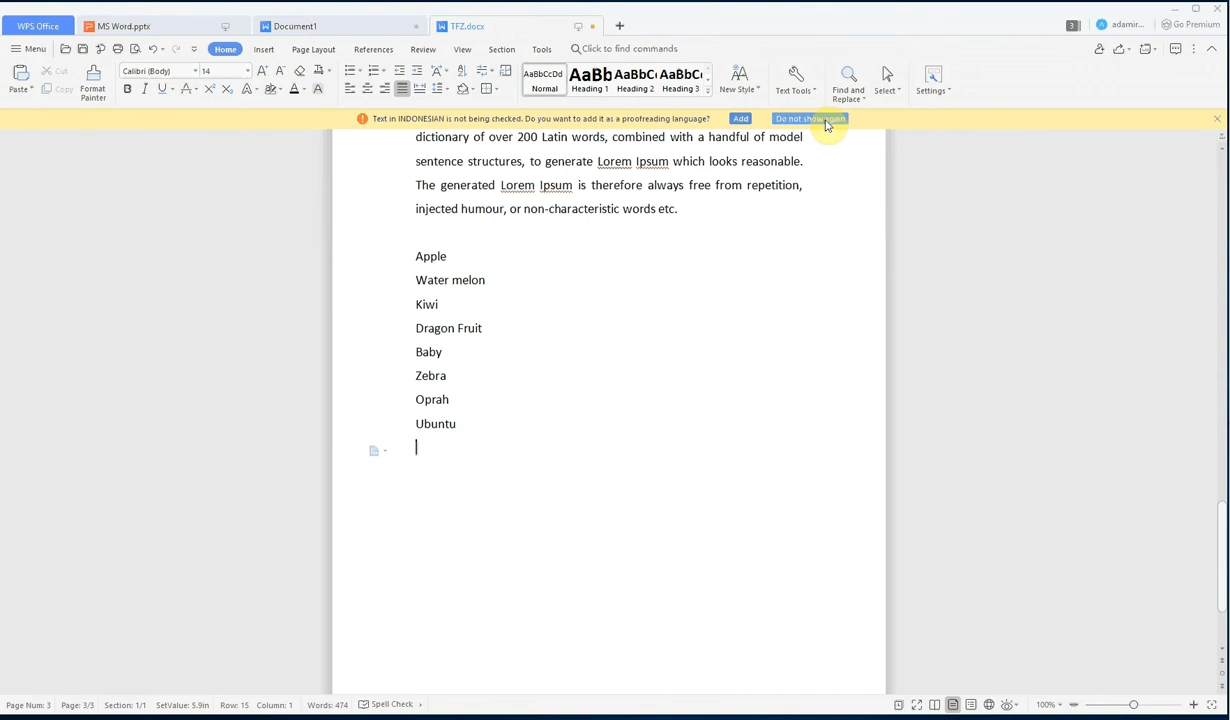 WPS Office MS Word.pptx Document1 TFZ.docx 3 adamir... Go Premium
Menu Home Insert Page Layout References Review View Section Tools Click to find commands
Paste Cut Copy Format Painter Calibri (Body) 14 AaBbCcDd Normal AaBb Heading 1 AaBbC Heading 2 AaBbC Heading 3 New Style Text Tools Find and Replace Select Settings
Text in INDONESIAN is not being checked. Do you want to add it as a proofreading language? Add Do not show again
dictionary of over 200 Latin words, combined with a handful of model
sentence structures, to generate Lorem Ipsum which looks reasonable.
The generated Lorem Ipsum is therefore always free from repetition,
injected humour, or non-characteristic words etc.
Apple
Water melon
Kiwi
Dragon Fruit
Baby
Zebra
Oprah
Ubuntu
Page Num: 3 Page: 3/3 Section: 1/1 SetValue: 5.9in Row: 15 Column: 1 Words: 474 Spell Check 100%